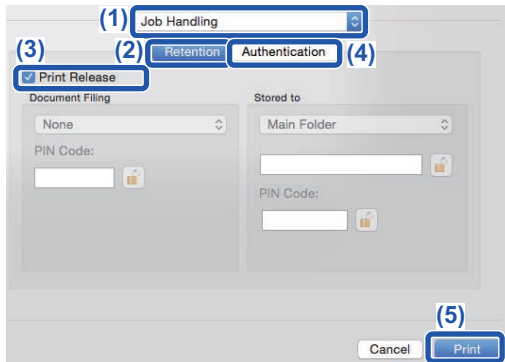 (1) Job Handling
(3) (2) Retention Authentication (4)
Print Release
Document Filing Stored to
None Main Folder
PIN Code:
PIN Code:
(5)
Cancel Print